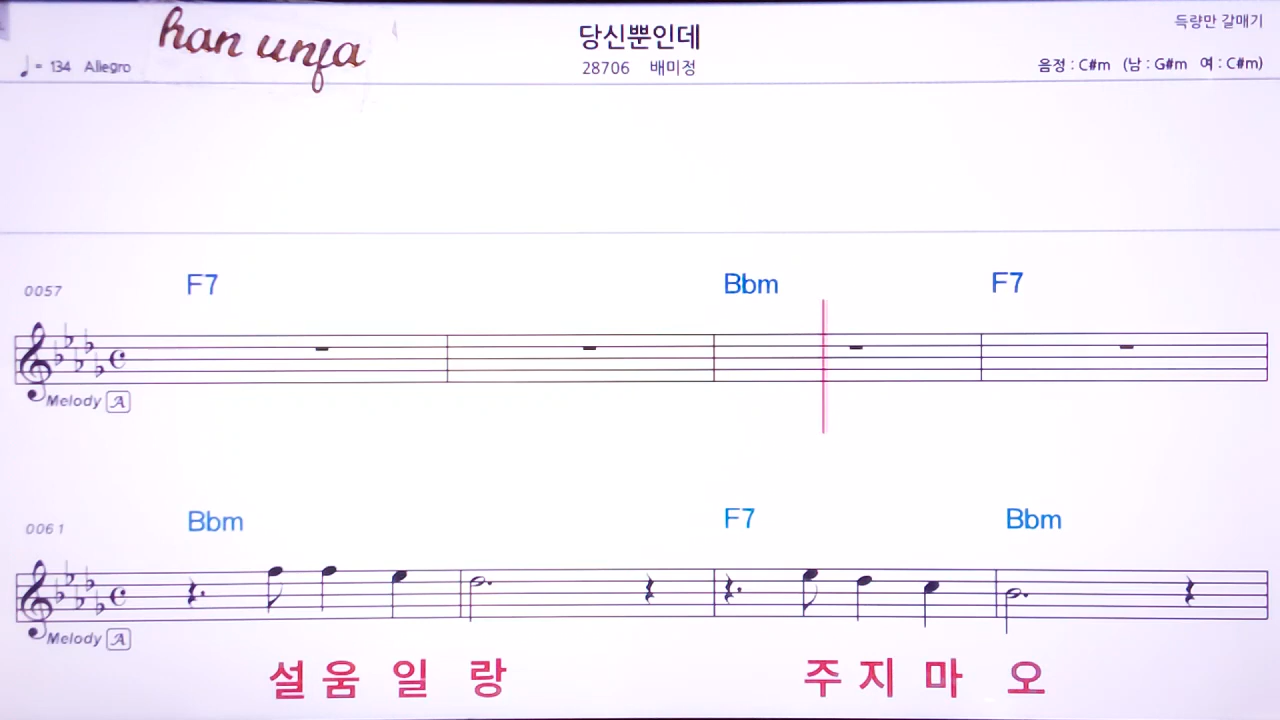 han unfa
당신뿐인데
득량만 갈매기
♩= 134 Allegro
28706 배미정
음정 : C#m (남 : G#m 여 : C#m)
0057
F7 Bbm F7
Melody A
0061
Bbm F7 Bbm
Melody A
설 움 일 랑 주 지 마 오